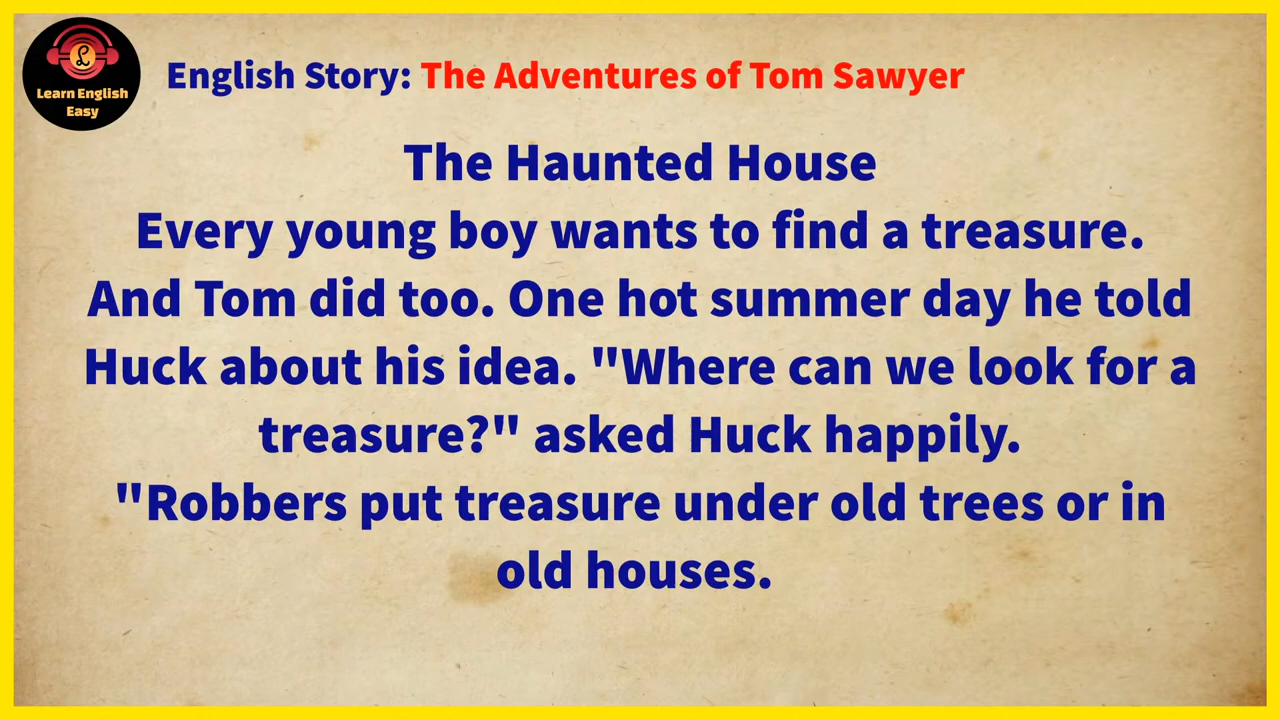 Learn English
Easy
English Story: The Adventures of Tom Sawyer
The Haunted House
Every young boy wants to find a treasure.
And Tom did too. One hot summer day he told
Huck about his idea. "Where can we look for a
treasure?" asked Huck happily.
"Robbers put treasure under old trees or in
old houses.